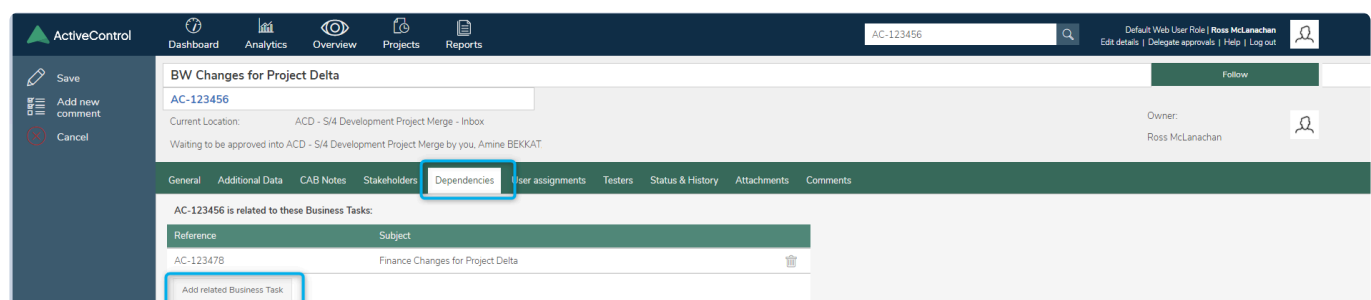 ActiveControl
Dashboard Analytics Overview Projects Reports
AC-123456
Default Web User Role | Ross McLanachan
Edit details | Delegate approvals | Help | Log out
Save
Add new
comment
Cancel
BW Changes for Project Delta
Follow
AC-123456
Current Location: ACD - S/4 Development Project Merge - Inbox
Waiting to be approved into ACD - S/4 Development Project Merge by you, Amine BEKKAT
Owner:
Ross McLanachan
General Additional Data CAB Notes Stakeholders Dependencies User assignments Testers Status & History Attachments Comments
AC-123456 is related to these Business Tasks:
Reference Subject
AC-123478 Finance Changes for Project Delta
Add related Business Task